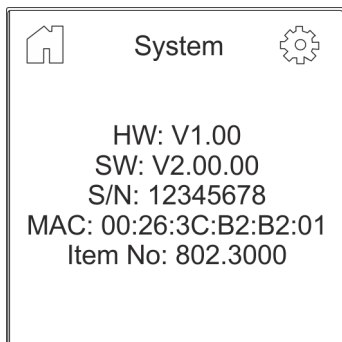 System
HW: V1.00
SW: V2.00.00
S/N: 12345678
MAC: 00:26:3C:B2:B2:01
Item No: 802.3000